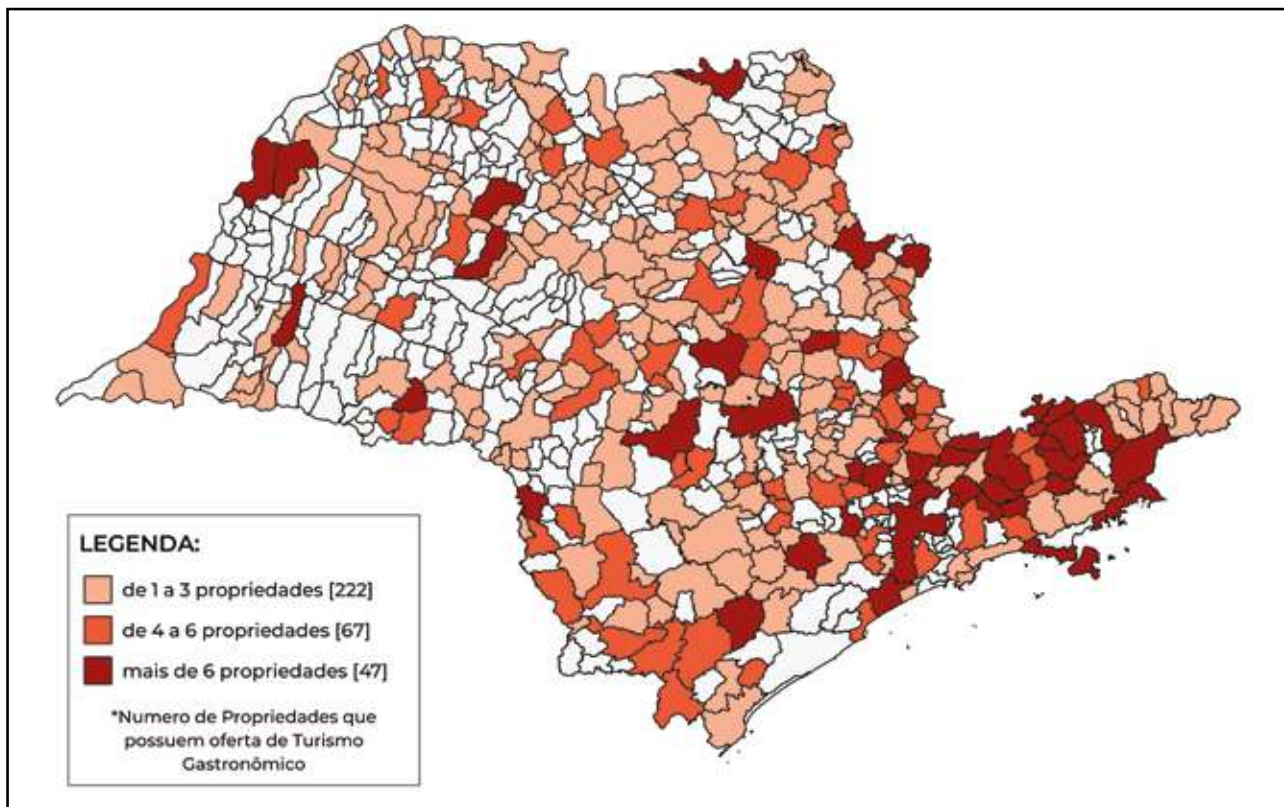 LEGENDA:
de 1 a 3 propriedades [222]
de 4 a 6 propriedades [67]
mais de 6 propriedades [47]
*Numero de Propriedades que
possuem oferta de Turismo
Gastronômico